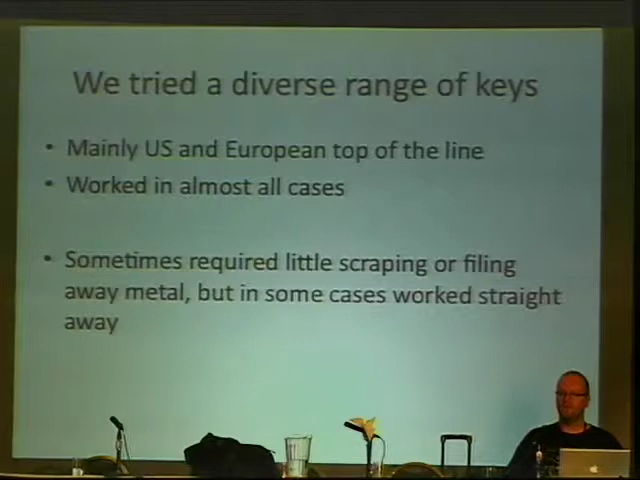 We tried a diverse range of keys
• Mainly US and European top of the line
• Worked in almost all cases
• Sometimes required little scraping or filing
away metal, but in some cases worked straight
away